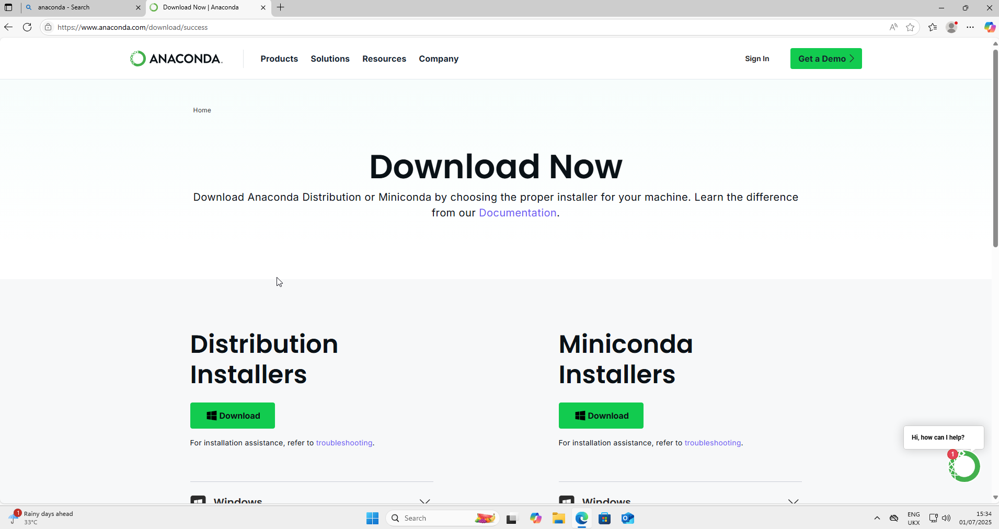 anaconda - Search
Download Now | Anaconda
https://www.anaconda.com/download/success
ANACONDA.
Products
Solutions
Resources
Company
Sign In
Get a Demo
Home
Download Now
Download Anaconda Distribution or Miniconda by choosing the proper installer for your machine. Learn the difference
from our Documentation.
Distribution
Installers
Download
For installation assistance, refer to troubleshooting.
Windows
Miniconda
Installers
Download
For installation assistance, refer to troubleshooting.
Windows
Hi, how can I help?
1
1
Rainy days ahead
33°C
Search
ENG
UKX
15:34
01/07/2025